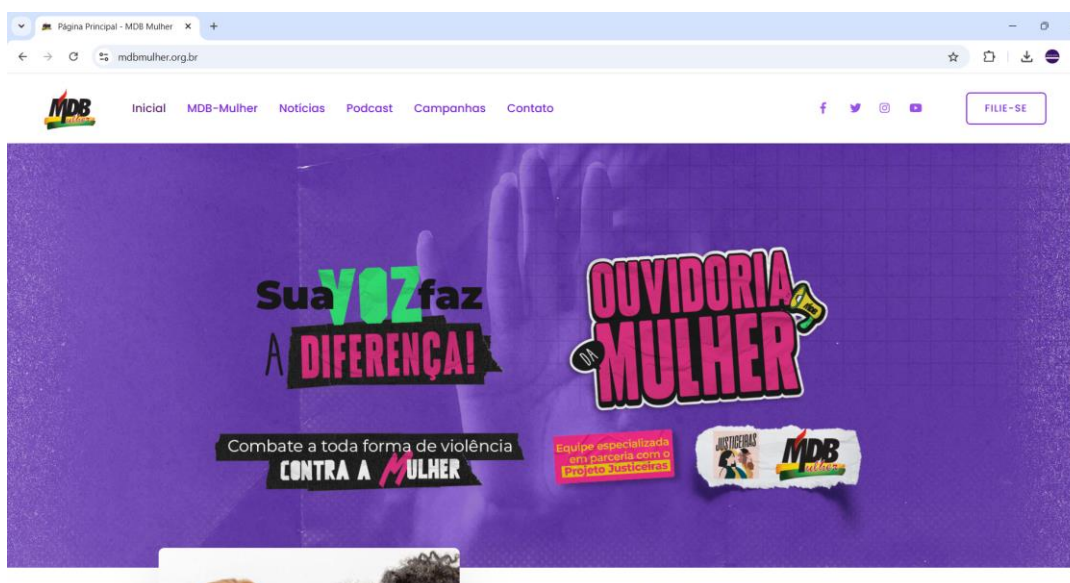 Página Principal - MDB Mulher
mdbmulher.org.br
MDB
Mulher
Inicial MDB-Mulher Notícias Podcast Campanhas Contato
FILIE-SE
Sua VOZ faz
A DIFERENÇA!
OUVIDORIA
DA
MULHER
Combate a toda forma de violência
CONTRA A MULHER
Equipe especializada
em parceria com o
Projeto Justiceiras
JUSTICEIRAS
MDB
Mulher